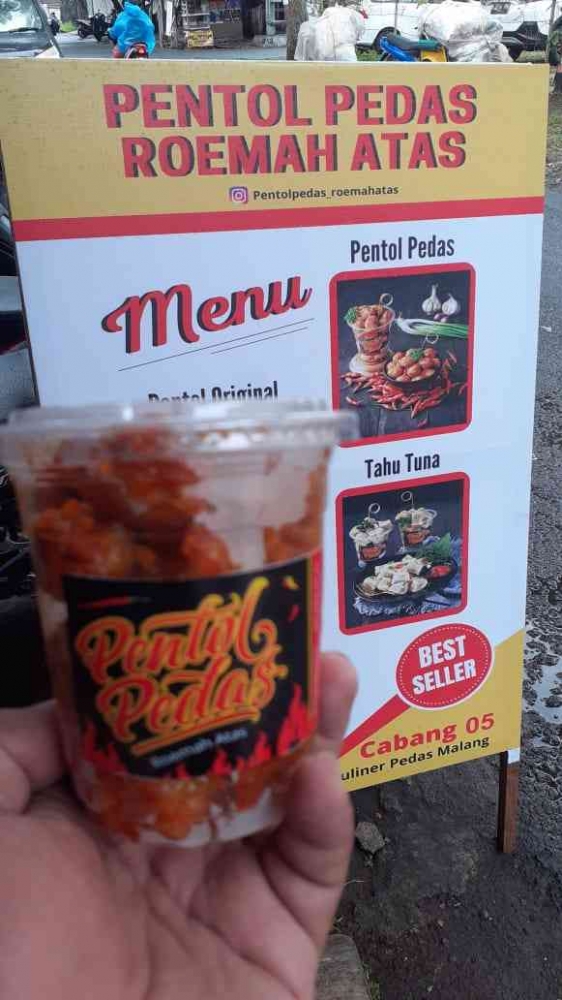 PENTOL PEDAS
ROEMAH ATAS
Pentolpedas_roemahatas
Menu
Pentol Pedas
Pentol Original
Tahu Tuna
BEST
SELLER
Cabang 05
uliner Pedas Malang
Pentol
Pedas
Roemah Atas